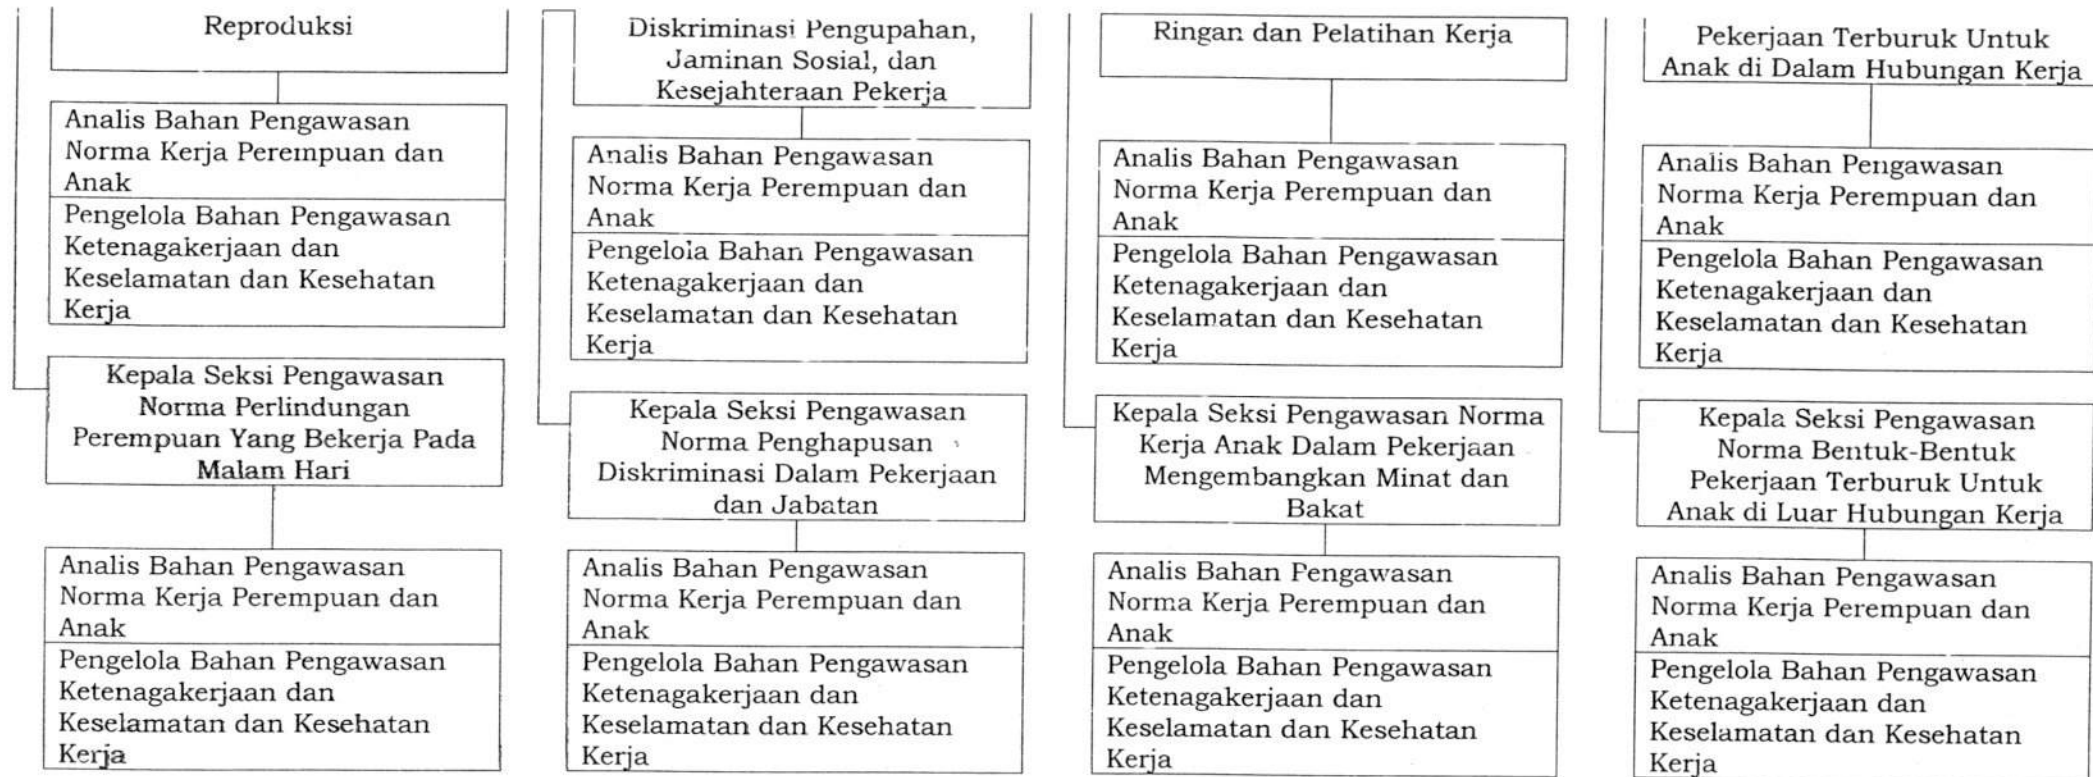 Reproduksi
Analis Bahan Pengawasan
Norma Kerja Perempuan dan
Anak
Pengelola Bahan Pengawasan
Ketenagakerjaan dan
Keselamatan dan Kesehatan
Kerja
Kepala Seksi Pengawasan
Norma Perlindungan
Perempuan Yang Bekerja Pada
Malam Hari
Analis Bahan Pengawasan
Norma Kerja Perempuan dan
Anak
Pengelola Bahan Pengawasan
Ketenagakerjaan dan
Keselamatan dan Kesehatan
Kerja
Diskriminasi Pengupahan,
Jaminan Sosial, dan
Kesejahteraan Pekerja
Analis Bahan Pengawasan
Norma Kerja Perempuan dan
Anak
Pengelola Bahan Pengawasan
Ketenagakerjaan dan
Keselamatan dan Kesehatan
Kerja
Kepala Seksi Pengawasan
Norma Penghapusan
Diskriminasi Dalam Pekerjaan
dan Jabatan
Analis Bahan Pengawasan
Norma Kerja Perempuan dan
Anak
Pengelola Bahan Pengawasan
Ketenagakerjaan dan
Keselamatan dan Kesehatan
Kerja
Ringan dan Pelatihan Kerja
Analis Bahan Pengawasan
Norma Kerja Perempuan dan
Anak
Pengelola Bahan Pengawasan
Ketenagakerjaan dan
Keselamatan dan Kesehatan
Kerja
Kepala Seksi Pengawasan Norma
Kerja Anak Dalam Pekerjaan
Mengembangkan Minat dan
Bakat
Analis Bahan Pengawasan
Norma Kerja Perempuan dan
Anak
Pengelola Bahan Pengawasan
Ketenagakerjaan dan
Keselamatan dan Kesehatan
Kerja
Pekerjaan Terburuk Untuk
Anak di Dalam Hubungan Kerja
Analis Bahan Pengawasan
Norma Kerja Perempuan dan
Anak
Pengelola Bahan Pengawasan
Ketenagakerjaan dan
Keselamatan dan Kesehatan
Kerja
Kepala Seksi Pengawasan
Norma Bentuk-Bentuk
Pekerjaan Terburuk Untuk
Anak di Luar Hubungan Kerja
Analis Bahan Pengawasan
Norma Kerja Perempuan dan
Anak
Pengelola Bahan Pengawasan
Ketenagakerjaan dan
Keselamatan dan Kesehatan
Kerja